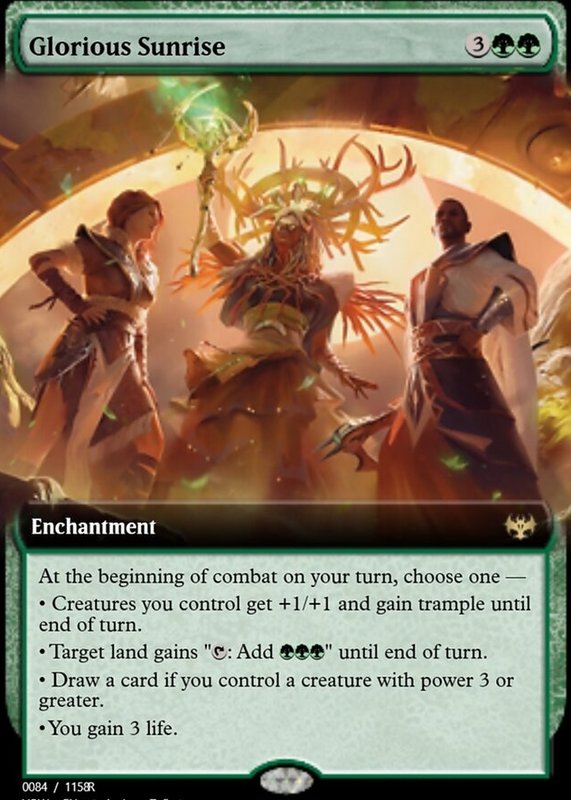 Glorious Sunrise 3
Enchantment
At the beginning of combat on your turn, choose one —
• Creatures you control get +1/+1 and gain trample until
end of turn.
• Target land gains ": Add " until end of turn.
• Draw a card if you control a creature with power 3 or
greater.
• You gain 3 life.
0084 / 1158R